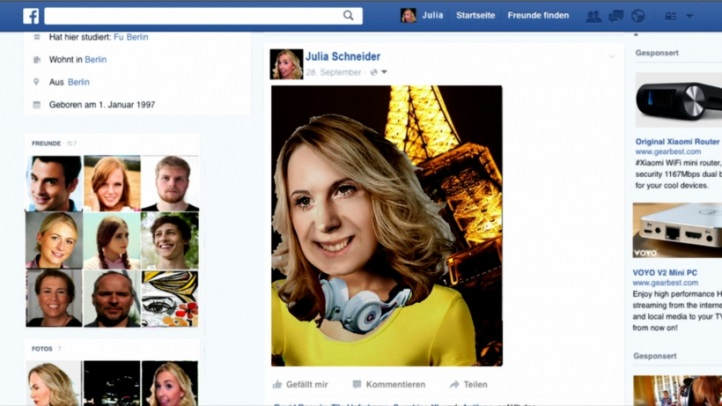 f
Julia Startseite Freunde finden
Hat hier studiert: Fu Berlin
Wohnt in Berlin
Aus Berlin
Geboren am 1. Januar 1997
FREUNDE
FOTOS · 7
Julia Schneider
28. September ·
Gefällt mir Kommentieren Teilen
Gesponsert
Original Xiaomi Router
www.gearbest.com
#Xiaomi WiFi mini router,
security 1167Mbps dual b
for your cool devices.
VOYO
VOYO V2 Mini PC
www.gearbest.com
Enjoy high performance H
streaming from the interne
and local media to your TV
from now on!
Gesponsert